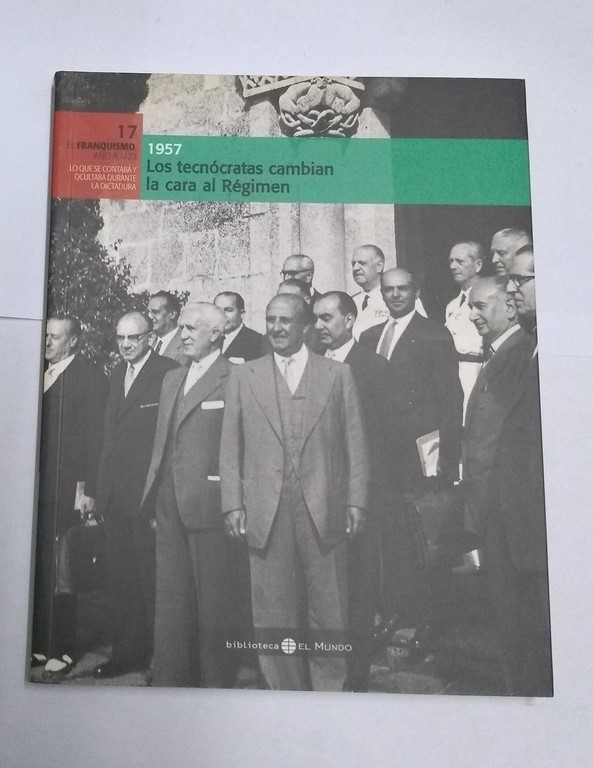 17
EL FRANQUISMO
AÑO A AÑO
LO QUE SE CONTABA Y
OCULTABA DURANTE
LA DICTADURA
1957
Los tecnócratas cambian
la cara al Régimen
biblioteca EL MUNDO